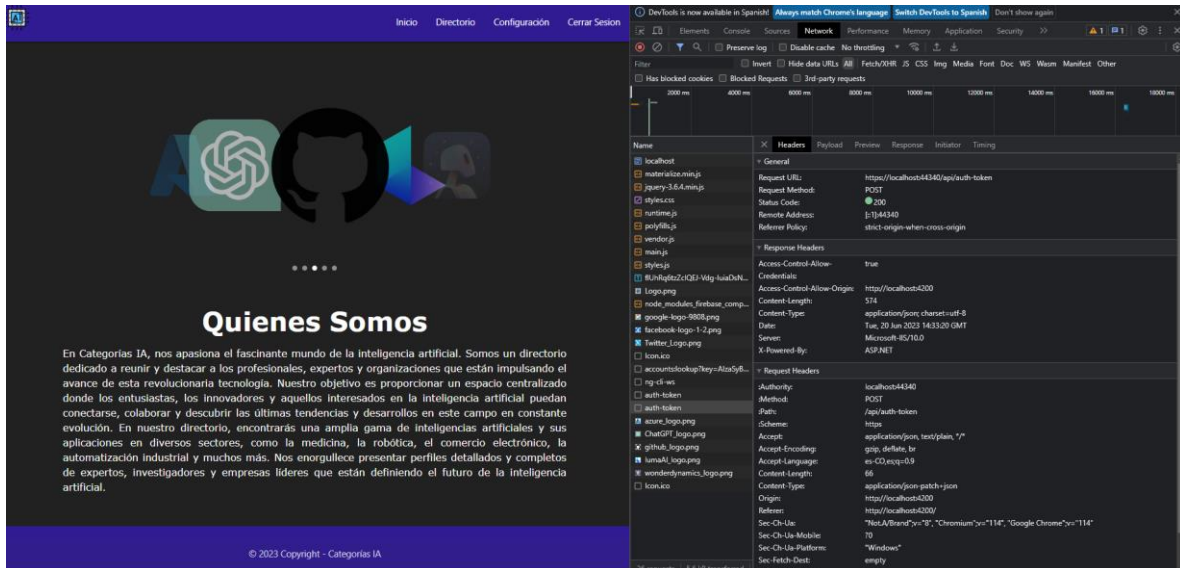 Inicio Directorio Configuración Cerrar Sesion
Quienes Somos
En Categorias IA, nos apasiona el fascinante mundo de la inteligencia artificial. Somos un directorio
dedicado a reunir y destacar a los profesionales, expertos y organizaciones que están impulsando el
avance de esta revolucionaria tecnología. Nuestro objetivo es proporcionar un espacio centralizado
donde los entusiastas, los innovadores y aquellos interesados en la inteligencia artificial puedan
conectarse, colaborar y descubrir las últimas tendencias y desarrollos en este campo en constante
evolución. En nuestro directorio, encontrarás una amplia gama de inteligencias artificiales y sus
aplicaciones en diversos sectores, como la medicina, la robótica, el comercio electrónico, la
automatización industrial y muchos más. Nos enorgullece presentar perfiles detallados y completos
de expertos, investigadores y empresas líderes que están definiendo el futuro de la inteligencia
artificial.
© 2023 Copyright - Categorías IA
DevTools is now available in Spanish! Always match Chrome's language Switch DevTools to Spanish Don't show again
Elements Console Sources Network Performance Memory Application Security 1 1
Preserve log Disable cache No throttling
Filter Invert Hide data URLs All Fetch/XHR JS CSS Img Media Font Doc WS Wasm Manifest Other
Has blocked cookies Blocked Requests 3rd-party requests
2000 ms 4000 ms 6000 ms 8000 ms 10000 ms 12000 ms 14000 ms 16000 ms 18000 ms
Name
localhost
materialize.min.js
jquery-3.6.4.min.js
styles.css
runtime.js
polyfills.js
vendor.js
main.js
styles.js
Logo.png
node_modules_firebase_comp...
google-logo-9808.png
facebook-logo-1-2.png
Twitter_Logo.png
Icon.ico
accounts:lookup?key=AIzaSyB...
ng-cli-ws
auth-token
auth-token
azure_logo.png
ChatGPT_logo.png
github_logo.png
lumaAI_logo.png
wonderdynamics_logo.png
Icon.ico
Headers Payload Preview Response Initiator Timing
General
Request URL: https://localhost:44340/api/auth-token
Request Method: POST
Status Code: 200
Remote Address: [::1]:44340
Referrer Policy: strict-origin-when-cross-origin
Response Headers
Access-Control-Allow- true
Credentials:
Access-Control-Allow-Origin: http://localhost:4200
Content-Length: 574
Content-Type: application/json; charset=utf-8
Date: Tue, 20 Jun 2023 14:33:20 GMT
Server: Microsoft-IIS/10.0
X-Powered-By: ASP.NET
Request Headers
:Authority: localhost:44340
:Method: POST
:Path: /api/auth-token
:Scheme: https
Accept: application/json, text/plain, */*
Accept-Encoding: gzip, deflate, br
Accept-Language: es-CO,es;q=0.9
Content-Length: 66
Content-Type: application/json-patch+json
Origin: http://localhost:4200
Referer: http://localhost:4200/
Sec-Ch-Ua: "Not.A/Brand";v="8", "Chromium";v="114", "Google Chrome";v="114"
Sec-Ch-Ua-Mobile: ?0
Sec-Ch-Ua-Platform: "Windows"
Sec-Fetch-Dest: empty